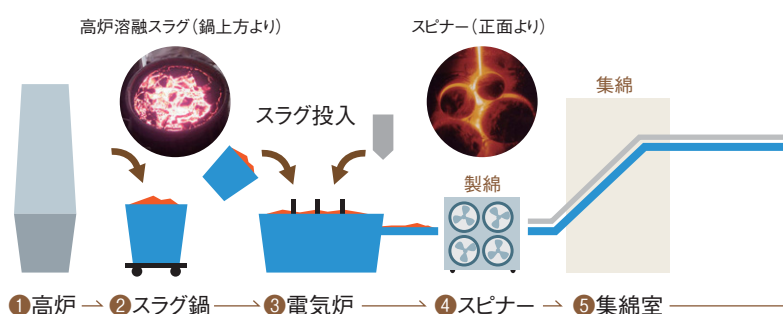 高炉溶融スラグ（鍋上方より）
スピナー（正面より）
スラグ投入
集綿
製綿
❶高炉→❷スラグ鍋→❸電気炉→❹スピナー→❺集綿室